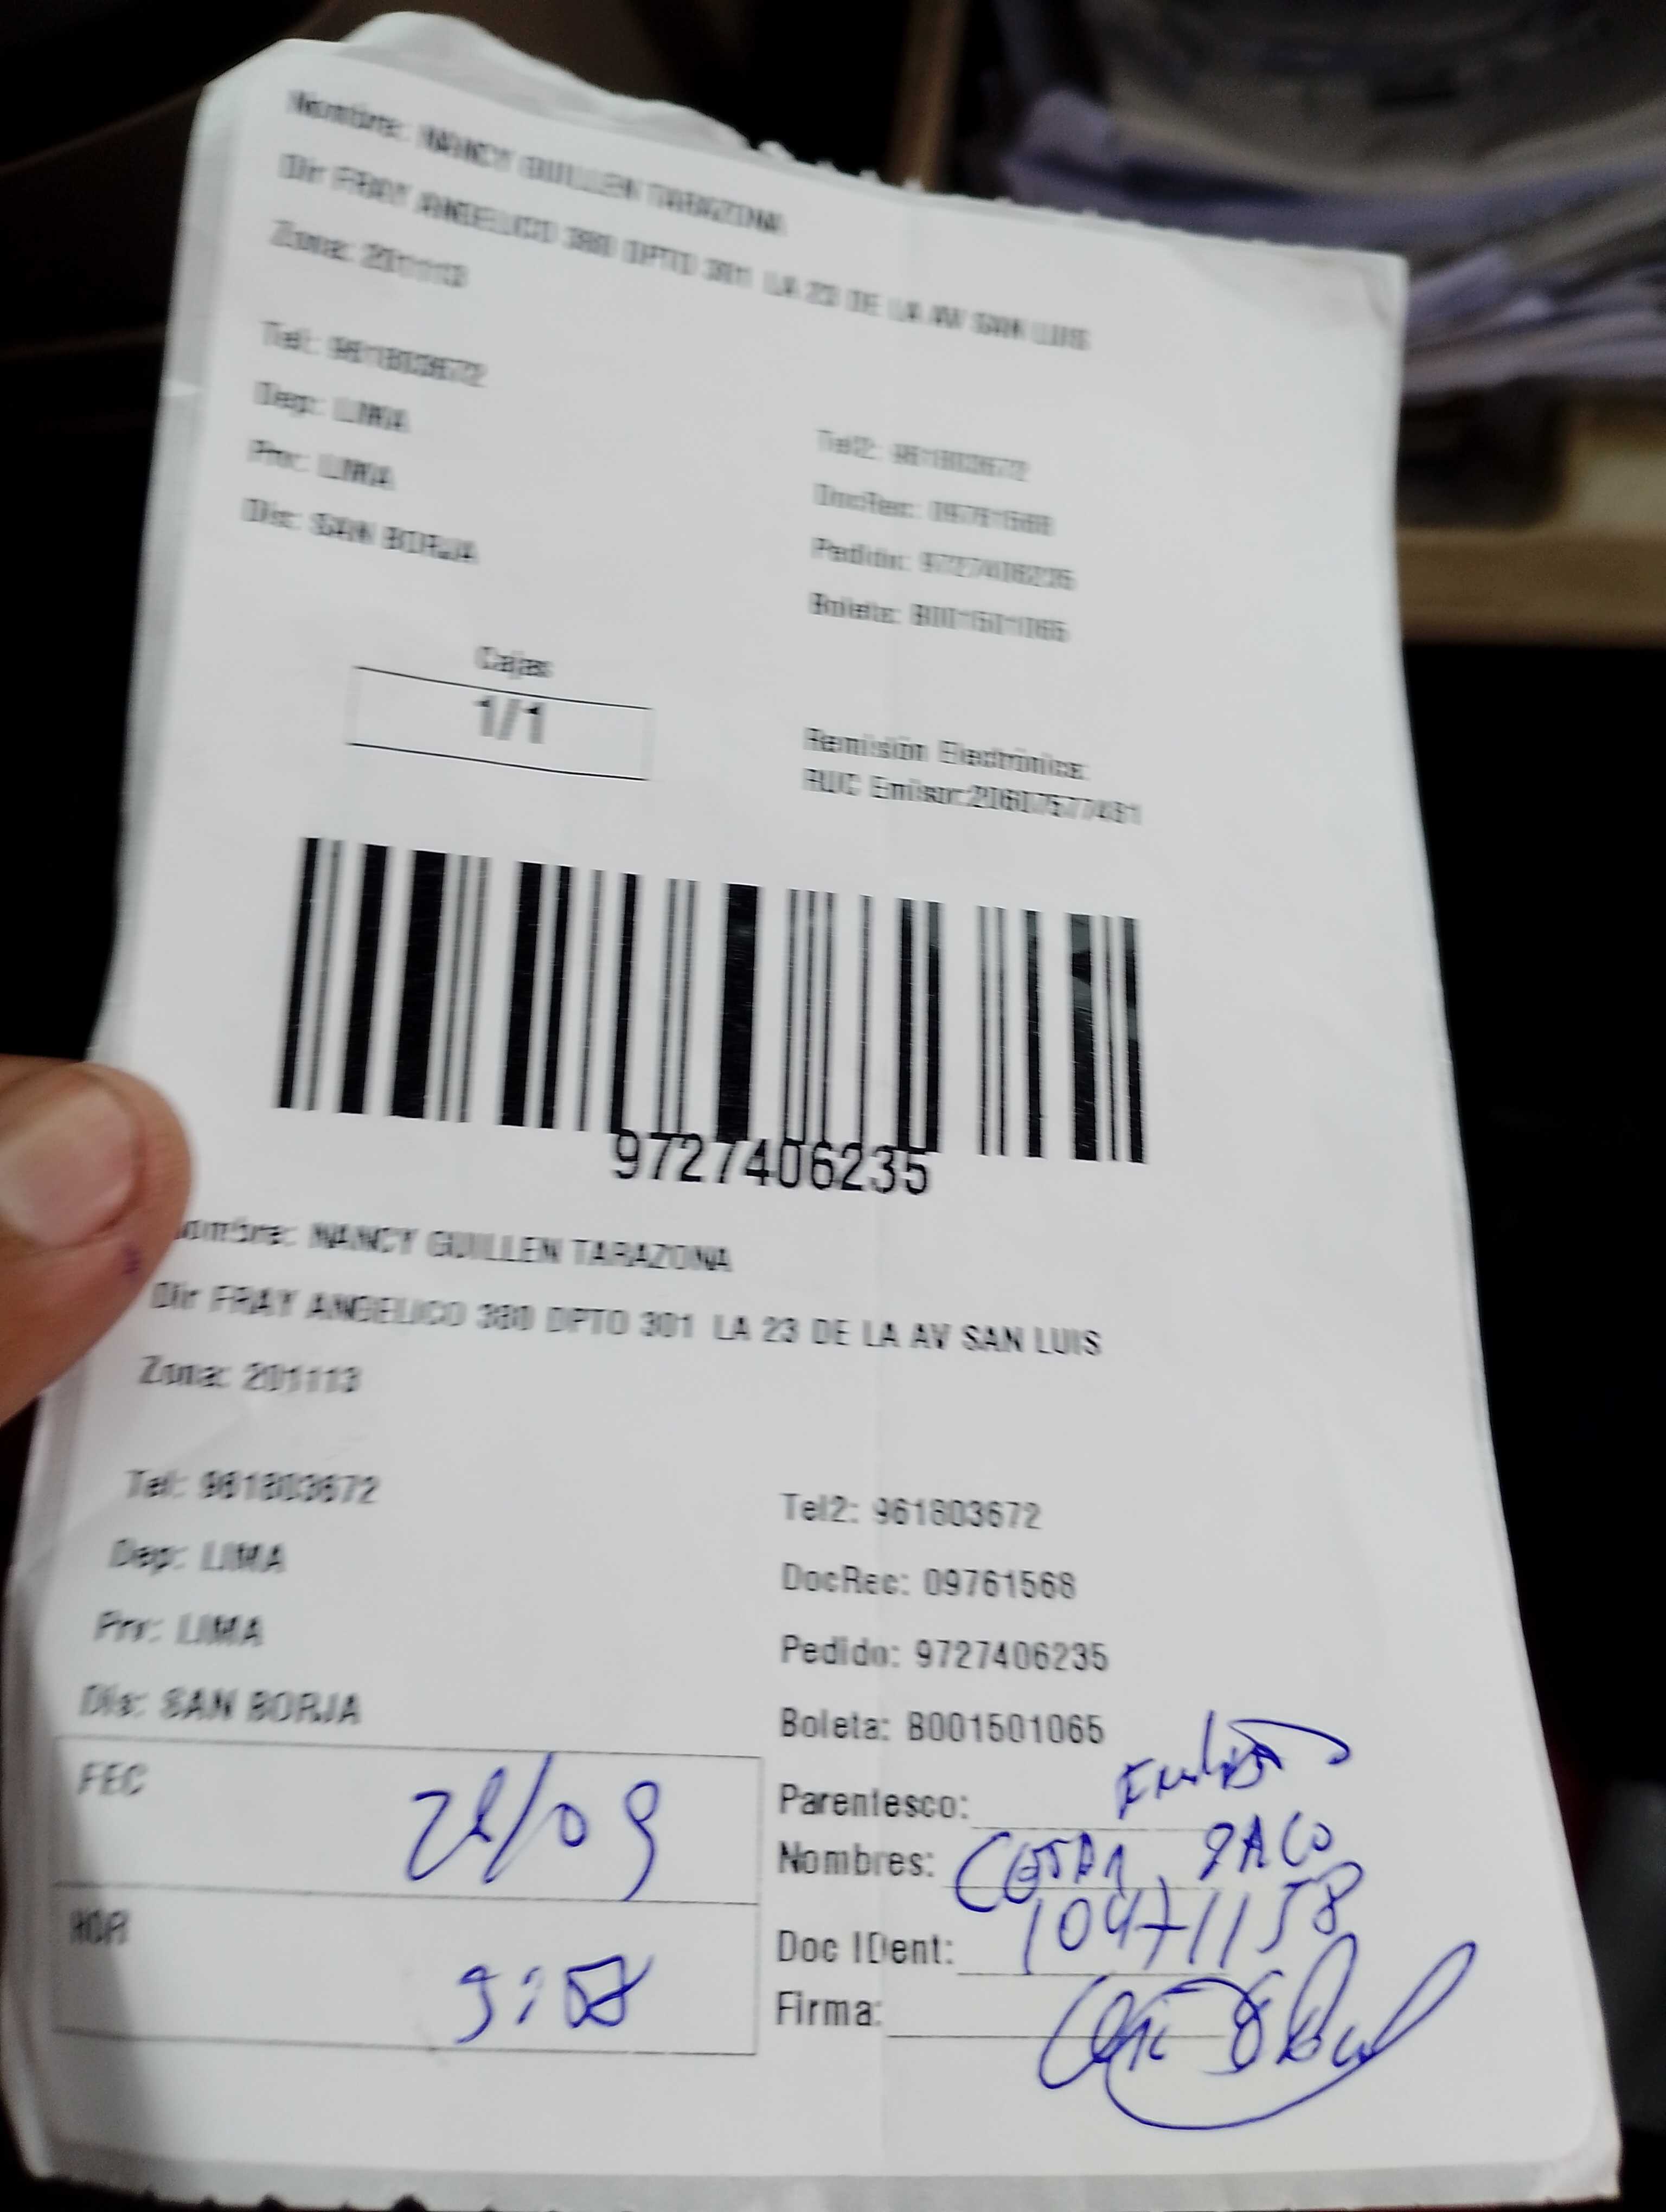 Nombre: NANCY GUILLEN TARAZONA
Dir FRAY ANGELICO 380 DPTO 301 LA 23 DE LA AV SAN LUIS
Zona: 201113
Tel: 961803672
Dep: LIMA
Prv: LIMA
Dis: SAN BORJA
Tel2: 961803672
DocRec: 09761568
Pedido: 9727406235
Boleta: B001501065
Cajas
1/1
Remisión Electrónica:
RUC Emisor:20607577431
9727406235
ombre: NANCY GUILLEN TARAZONA
Dir FRAY ANGELICO 380 DPTO 301 LA 23 DE LA AV SAN LUIS
Zona: 201113
Tel: 961803672
Dep: LIMA
Prv: LIMA
Dis: SAN BORJA
Tel2: 961803672
DocRec: 09761568
Pedido: 9727406235
Boleta: B001501065
FEC
HOR
Parentesco:
Nombres:
Doc IDent: 10471158
Firma: